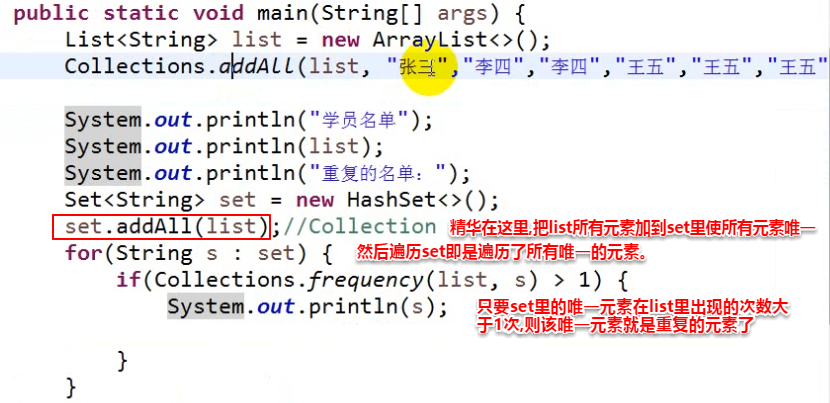 public static void main(String[] args) {
List<String> list = new ArrayList<>();
Collections.addAll(list, "张三","李四","李四","王五","王五","王五"
System.out.println("学员名单");
System.out.println(list);
System.out.println("重复的名单：");
Set<String> set = new HashSet<>();
set.addAll(list);//Collection 精华在这里,把list所有元素加到set里使所有元素唯一
for(String s : set) { 然后遍历set即是遍历了所有唯一的元素。
if(Collections.frequency(list, s) > 1) {
System.out.println(s); 只要set里的唯一元素在list里出现的次数大
于1次,则该唯一元素就是重复的元素了
}
}